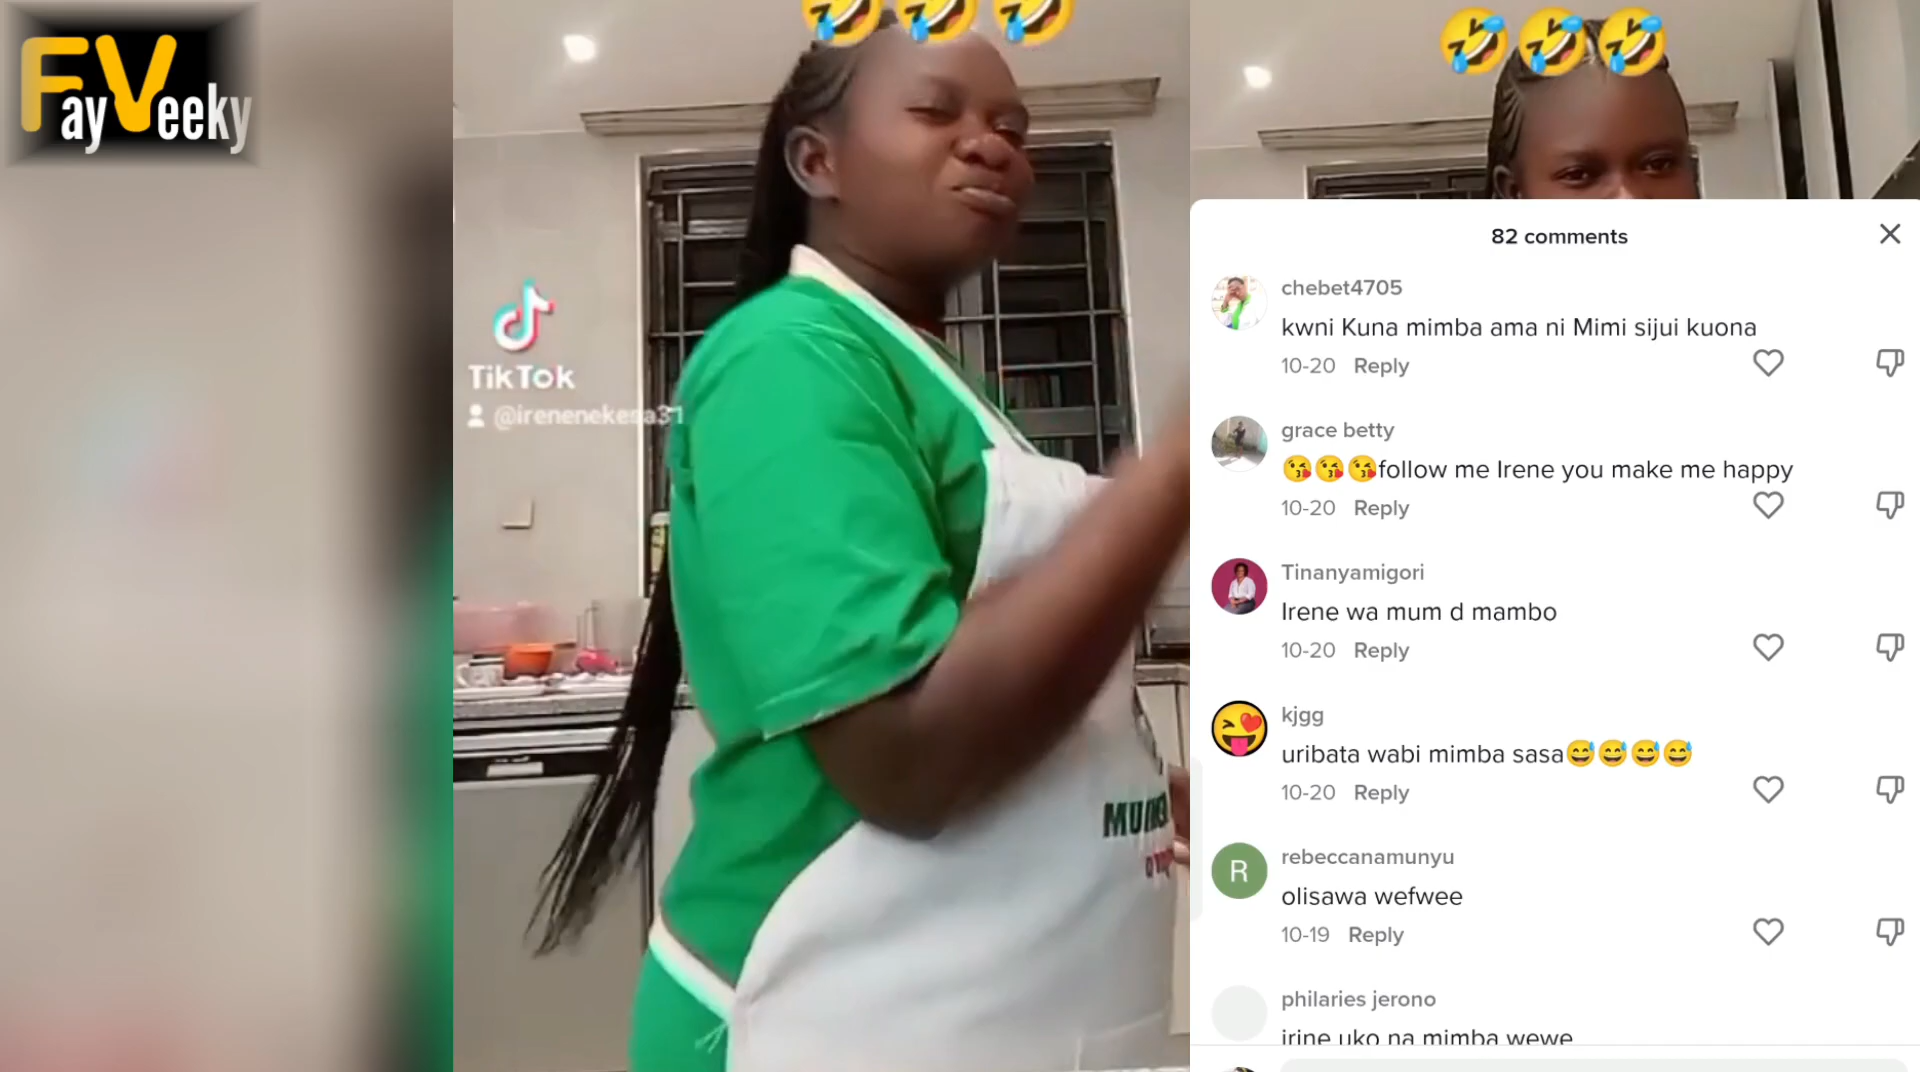 FayVeeky
TikTok
@irenenekesa31
MU
82 comments
chebet4705
kwni Kuna mimba ama ni Mimi sijui kuona
10-20 Reply
grace betty
😘😘😘follow me Irene you make me happy
10-20 Reply
Tinanyamigori
Irene wa mum d mambo
10-20 Reply
kjgg
uribata wabi mimba sasa😅😅😅😅
10-20 Reply
R
rebeccanamunyu
olisawa wefwee
10-19 Reply
philaries jerono
irine uko na mimba wewe